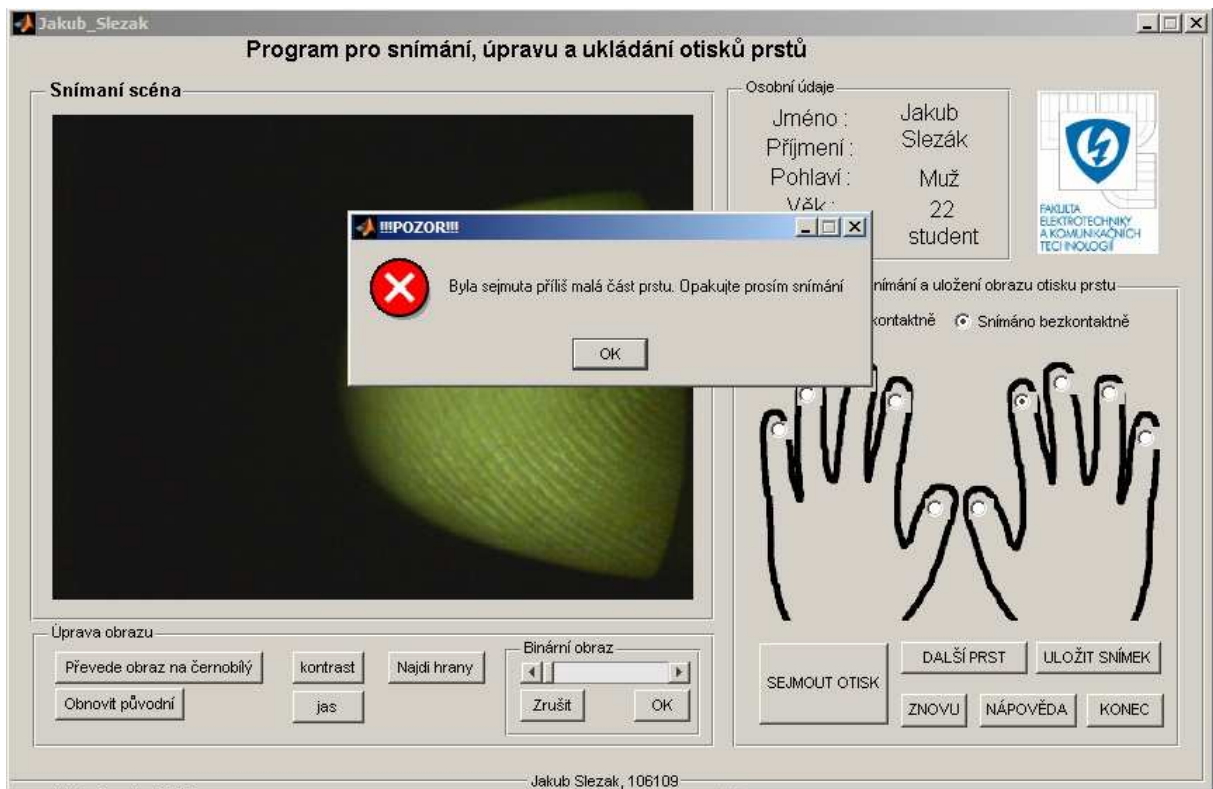 Jakub_Slezak
Program pro snímání, úpravu a ukládání otisků prstů
Snímaní scéna
Osobní údaje
Jméno : Jakub
Příjmení : Slezák
Pohlaví : Muž
Věk : 22
student
FAKULTA
ELEKTROTECHNIKY
A KOMUNIKAČNÍCH
TECHNOLOGIÍ
!!!POZOR!!!
Byla sejmuta příliš malá část prstu. Opakujte prosím snímání
OK
nímání a uložení obrazu otisku prstu
kontaktně Snímáno bezkontaktně
Úprava obrazu
Převede obraz na černobílý
kontrast
Najdi hrany
Obnovit původní
jas
Binární obraz
Zrušit
OK
SEJMOUT OTISK
DALŠÍ PRST
ULOŽIT SNÍMEK
ZNOVU
NÁPOVĚDA
KONEC
Jakub Slezak, 106109